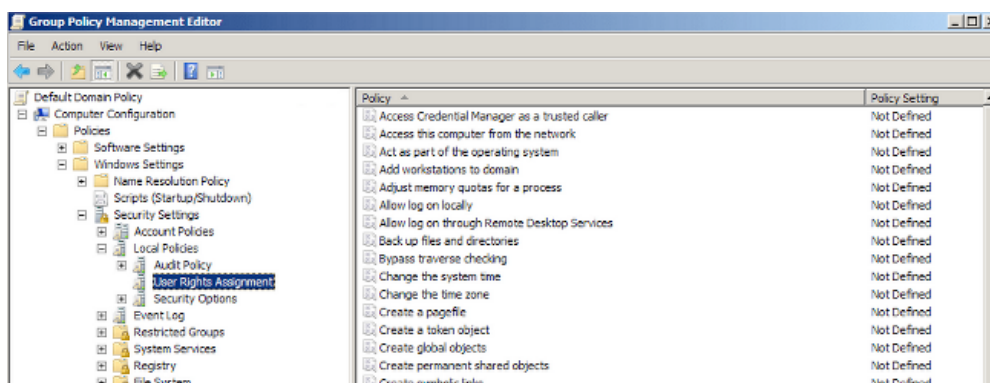 Group Policy Management Editor
File Action View Help
Default Domain Policy
Computer Configuration
Policies
Software Settings
Windows Settings
Name Resolution Policy
Scripts (Startup/Shutdown)
Security Settings
Account Policies
Local Policies
Audit Policy
User Rights Assignment
Security Options
Event Log
Restricted Groups
System Services
Registry
File System
Policy Policy Setting
Access Credential Manager as a trusted caller Not Defined
Access this computer from the network Not Defined
Act as part of the operating system Not Defined
Add workstations to domain Not Defined
Adjust memory quotas for a process Not Defined
Allow log on locally Not Defined
Allow log on through Remote Desktop Services Not Defined
Back up files and directories Not Defined
Bypass traverse checking Not Defined
Change the system time Not Defined
Change the time zone Not Defined
Create a pagefile Not Defined
Create a token object Not Defined
Create global objects Not Defined
Create permanent shared objects Not Defined
Create symbolic links Not Defined